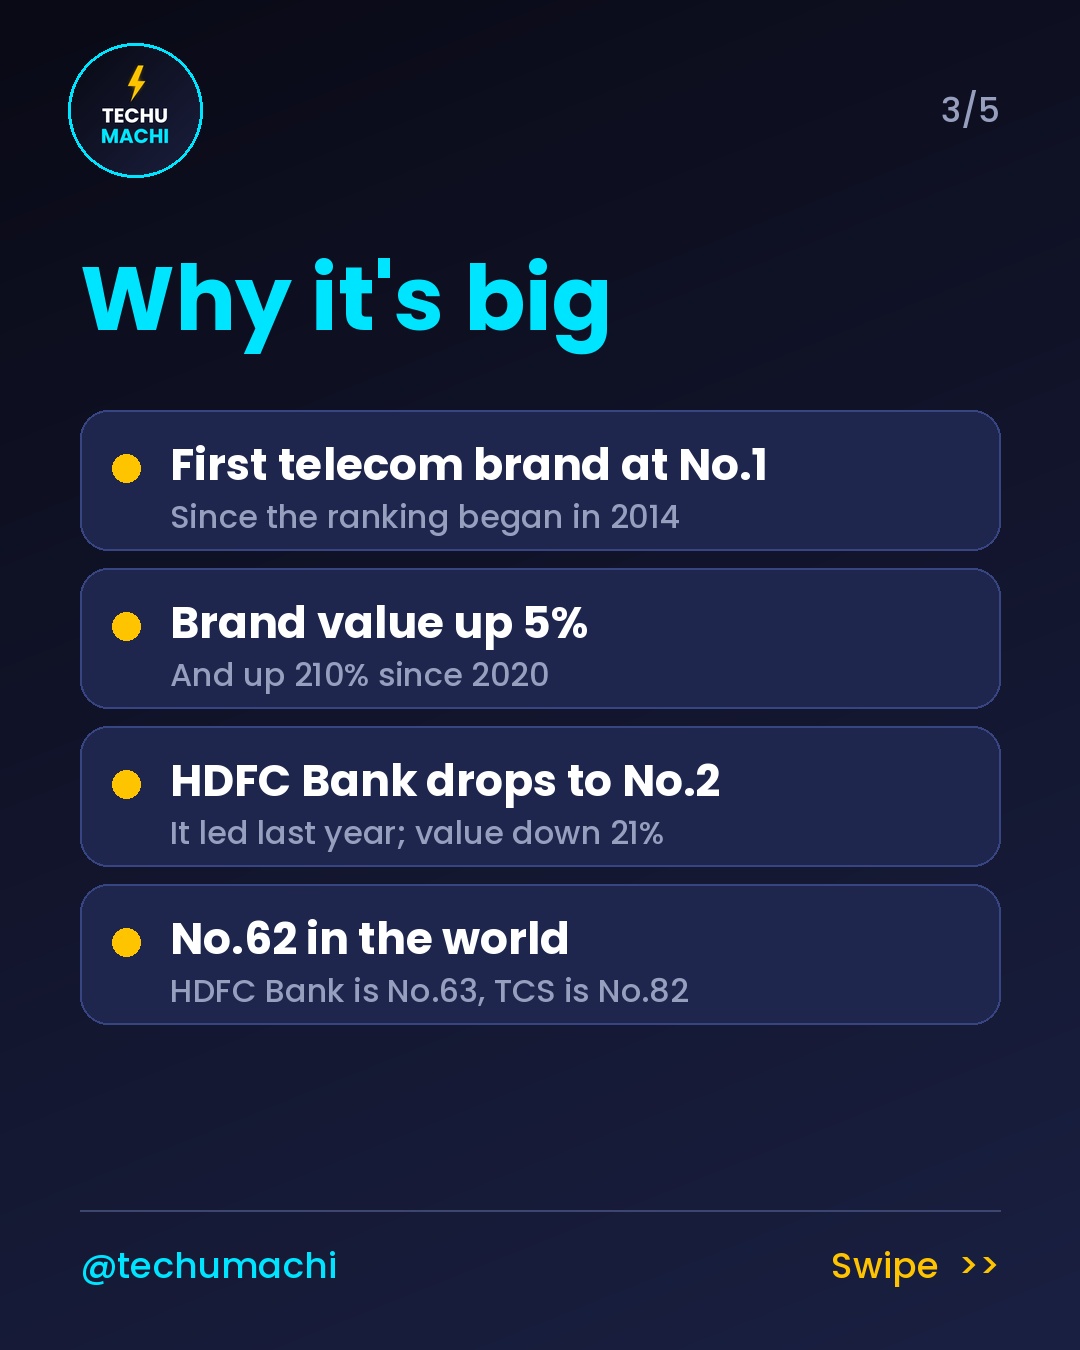 TECHU
MACHI
3/5
Why it's big
First telecom brand at No.1
Since the ranking began in 2014
Brand value up 5%
And up 210% since 2020
HDFC Bank drops to No.2
It led last year; value down 21%
No.62 in the world
HDFC Bank is No.63, TCS is No.82
@techumachi
Swipe >>